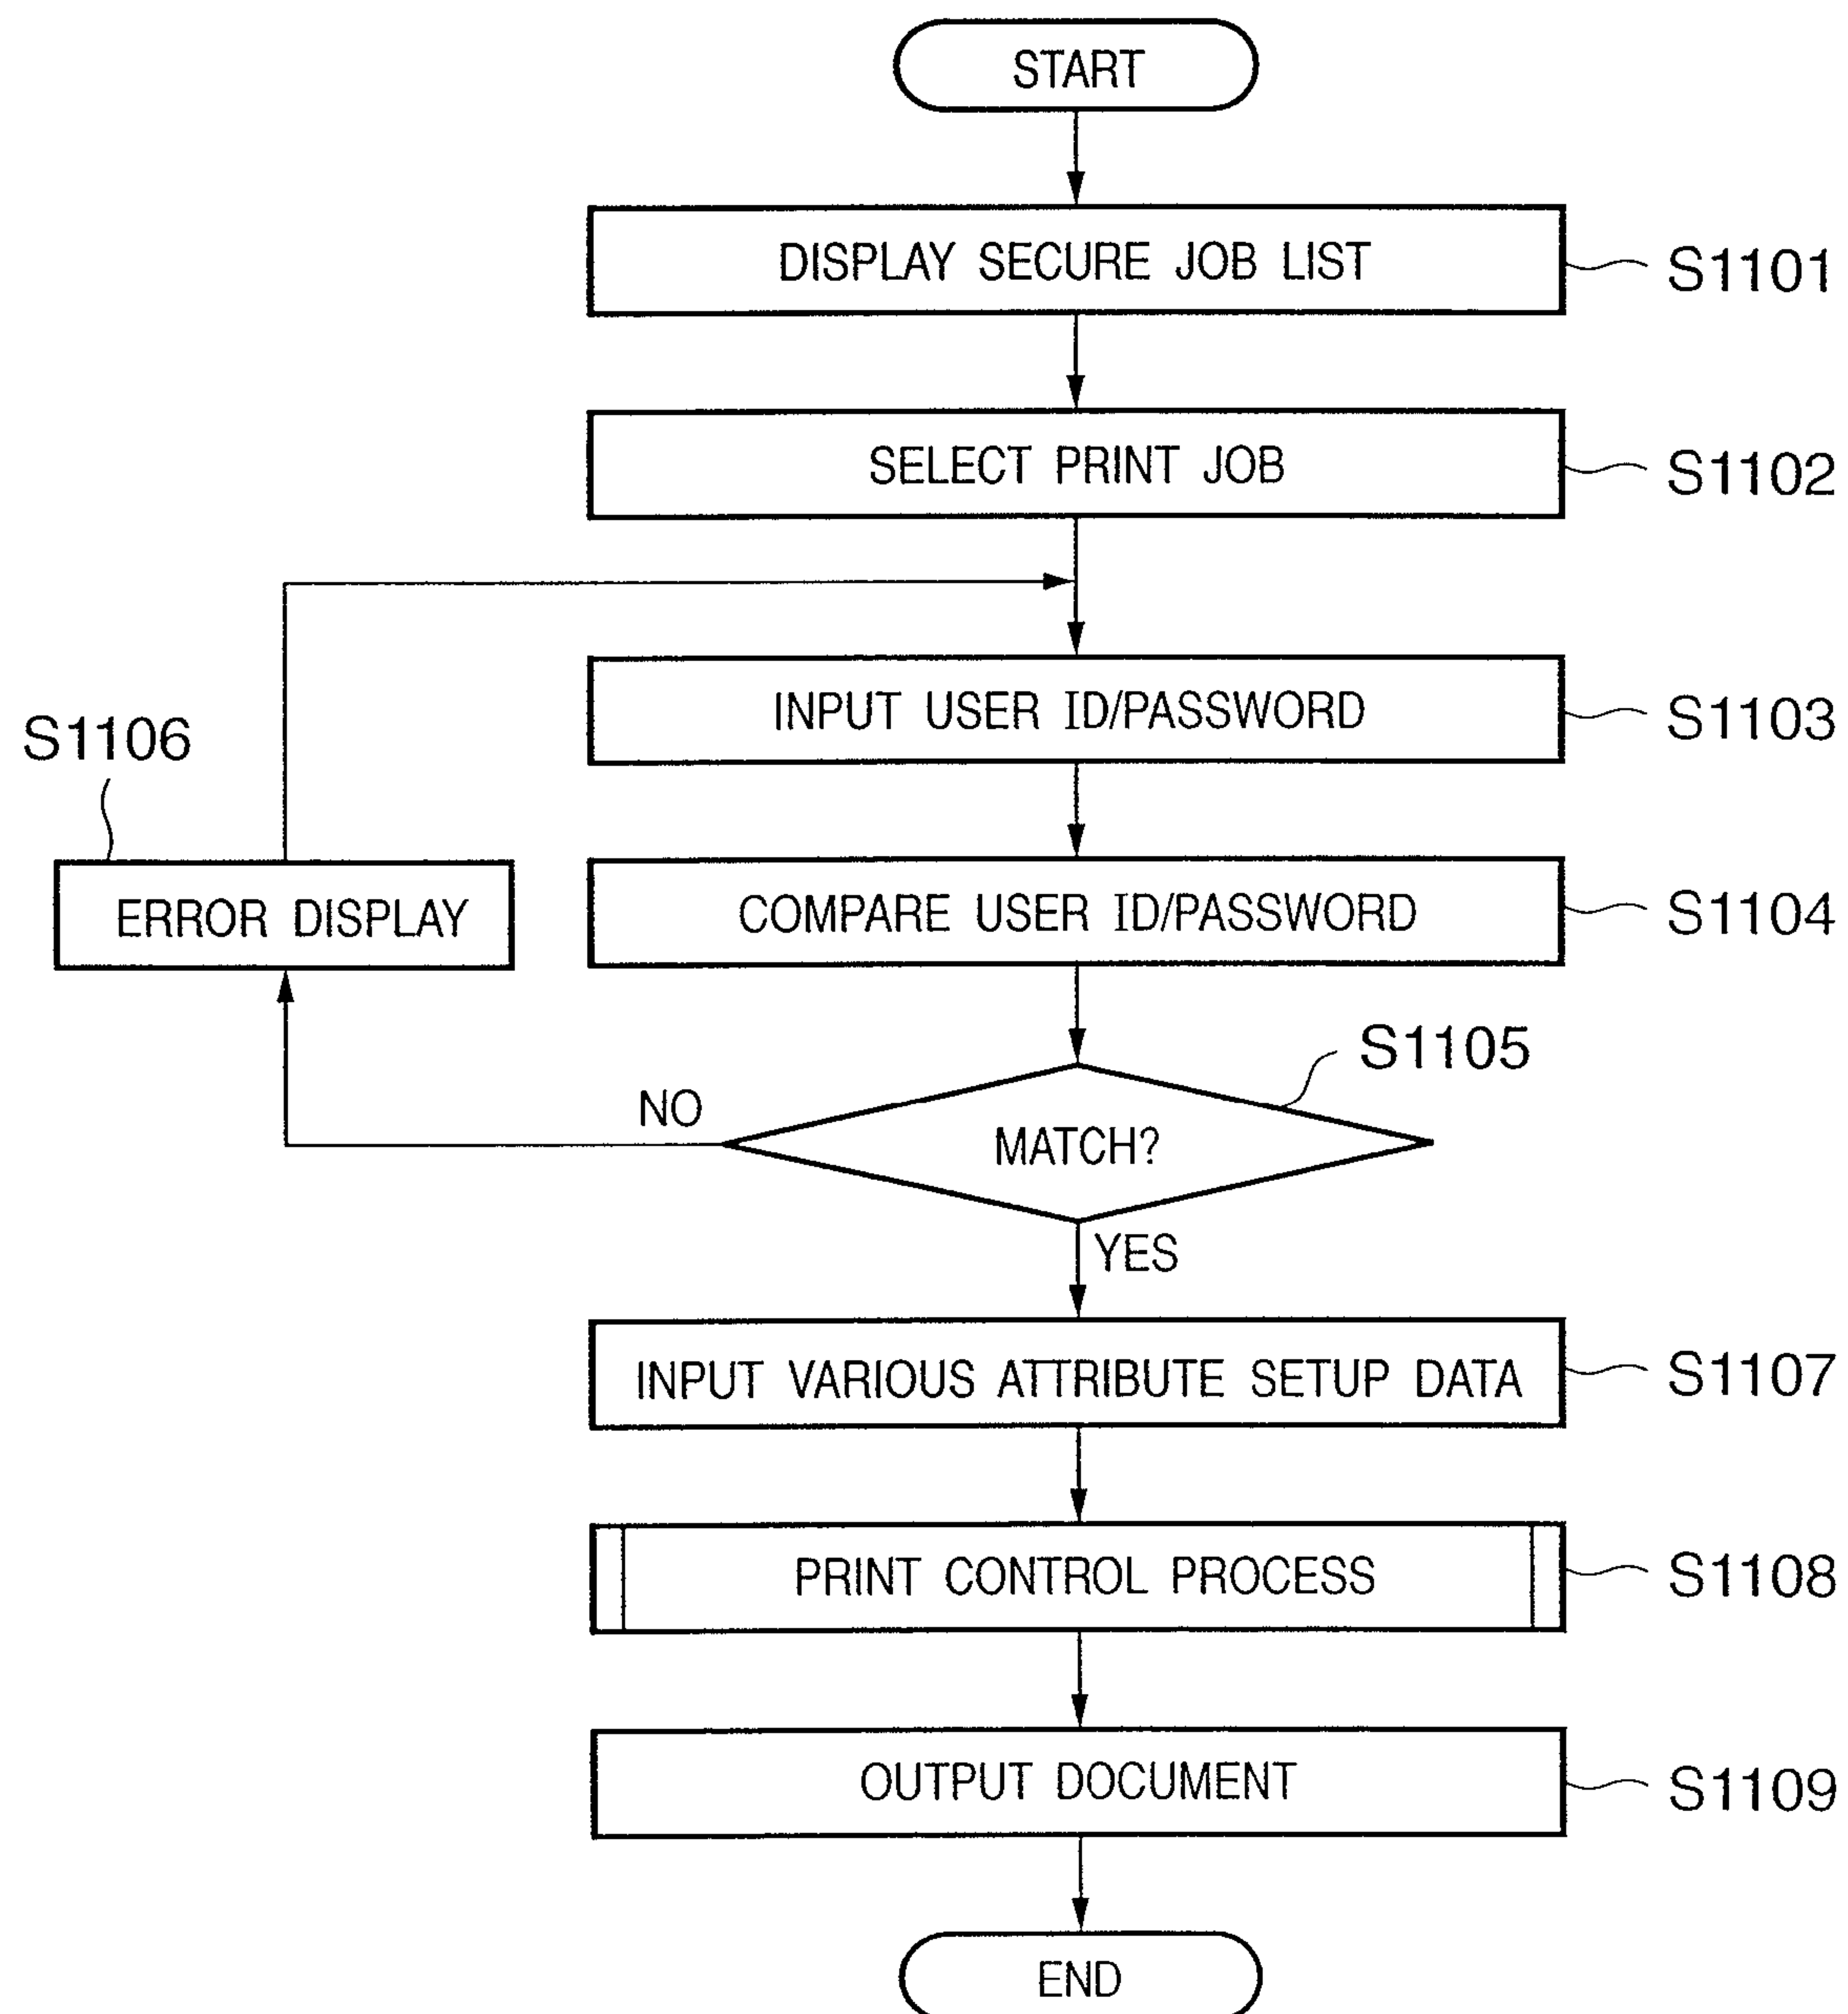 START
DISPLAY SECURE JOB LIST
S1101
SELECT PRINT JOB
S1102
INPUT USER ID/PASSWORD
S1103
S1106
ERROR DISPLAY
COMPARE USER ID/PASSWORD
S1104
S1105
NO
MATCH?
YES
INPUT VARIOUS ATTRIBUTE SETUP DATA
S1107
PRINT CONTROL PROCESS
S1108
OUTPUT DOCUMENT
S1109
END